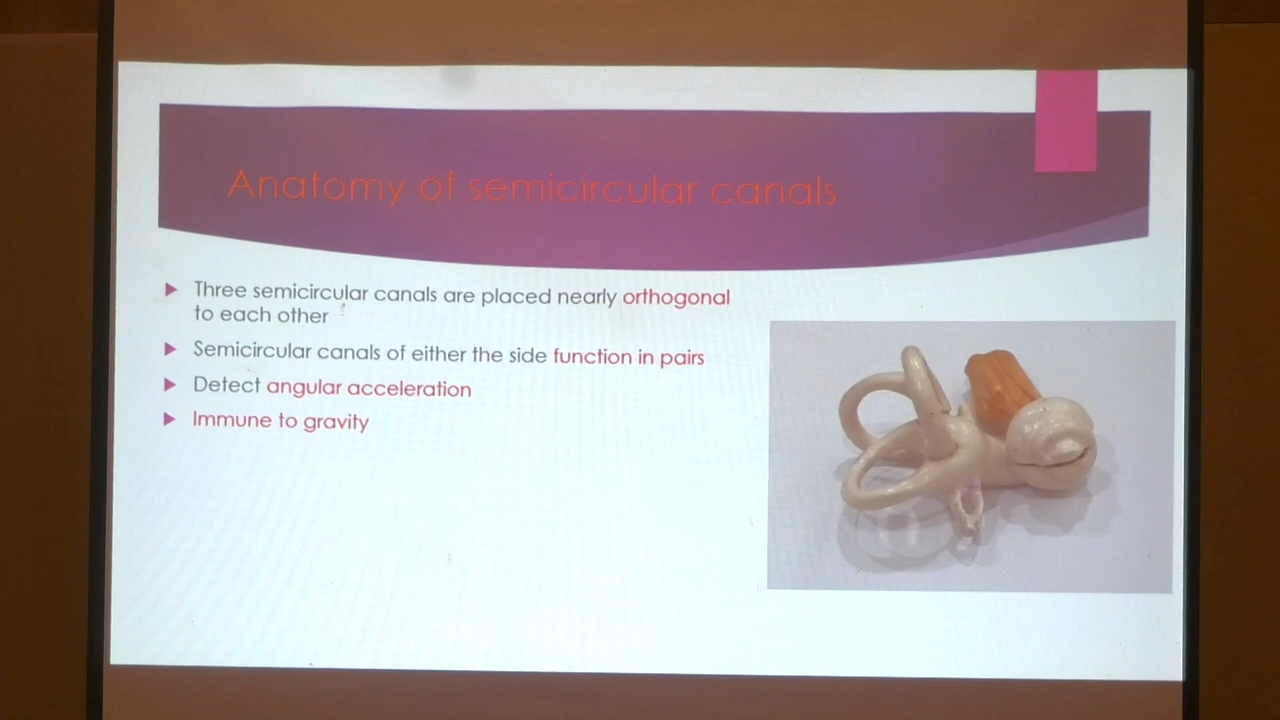 Anatomy of semicircular canals
Three semicircular canals are placed nearly orthogonal
to each other
Semicircular canals of either the side function in pairs
Detect angular acceleration
Immune to gravity